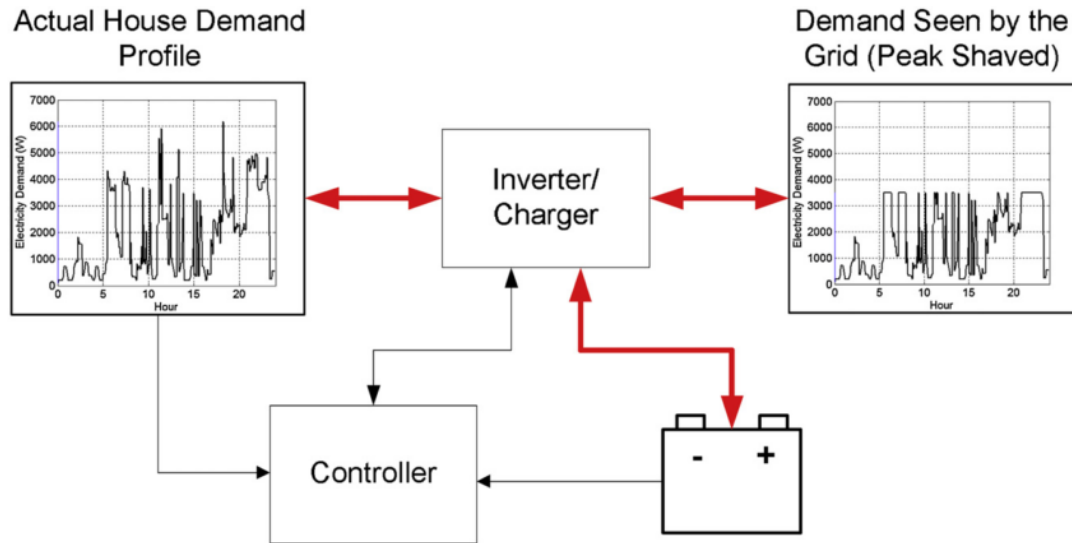 Actual House Demand
Profile
Demand Seen by the
Grid (Peak Shaved)
7000
6000
5000
4000
3000
2000
1000
0
Electricity Demand (W)
0 5 10 15 20
Hour
Inverter/
Charger
7000
6000
5000
4000
3000
2000
1000
0
Electricity Demand (W)
0 5 10 15 20
Hour
Controller
- +